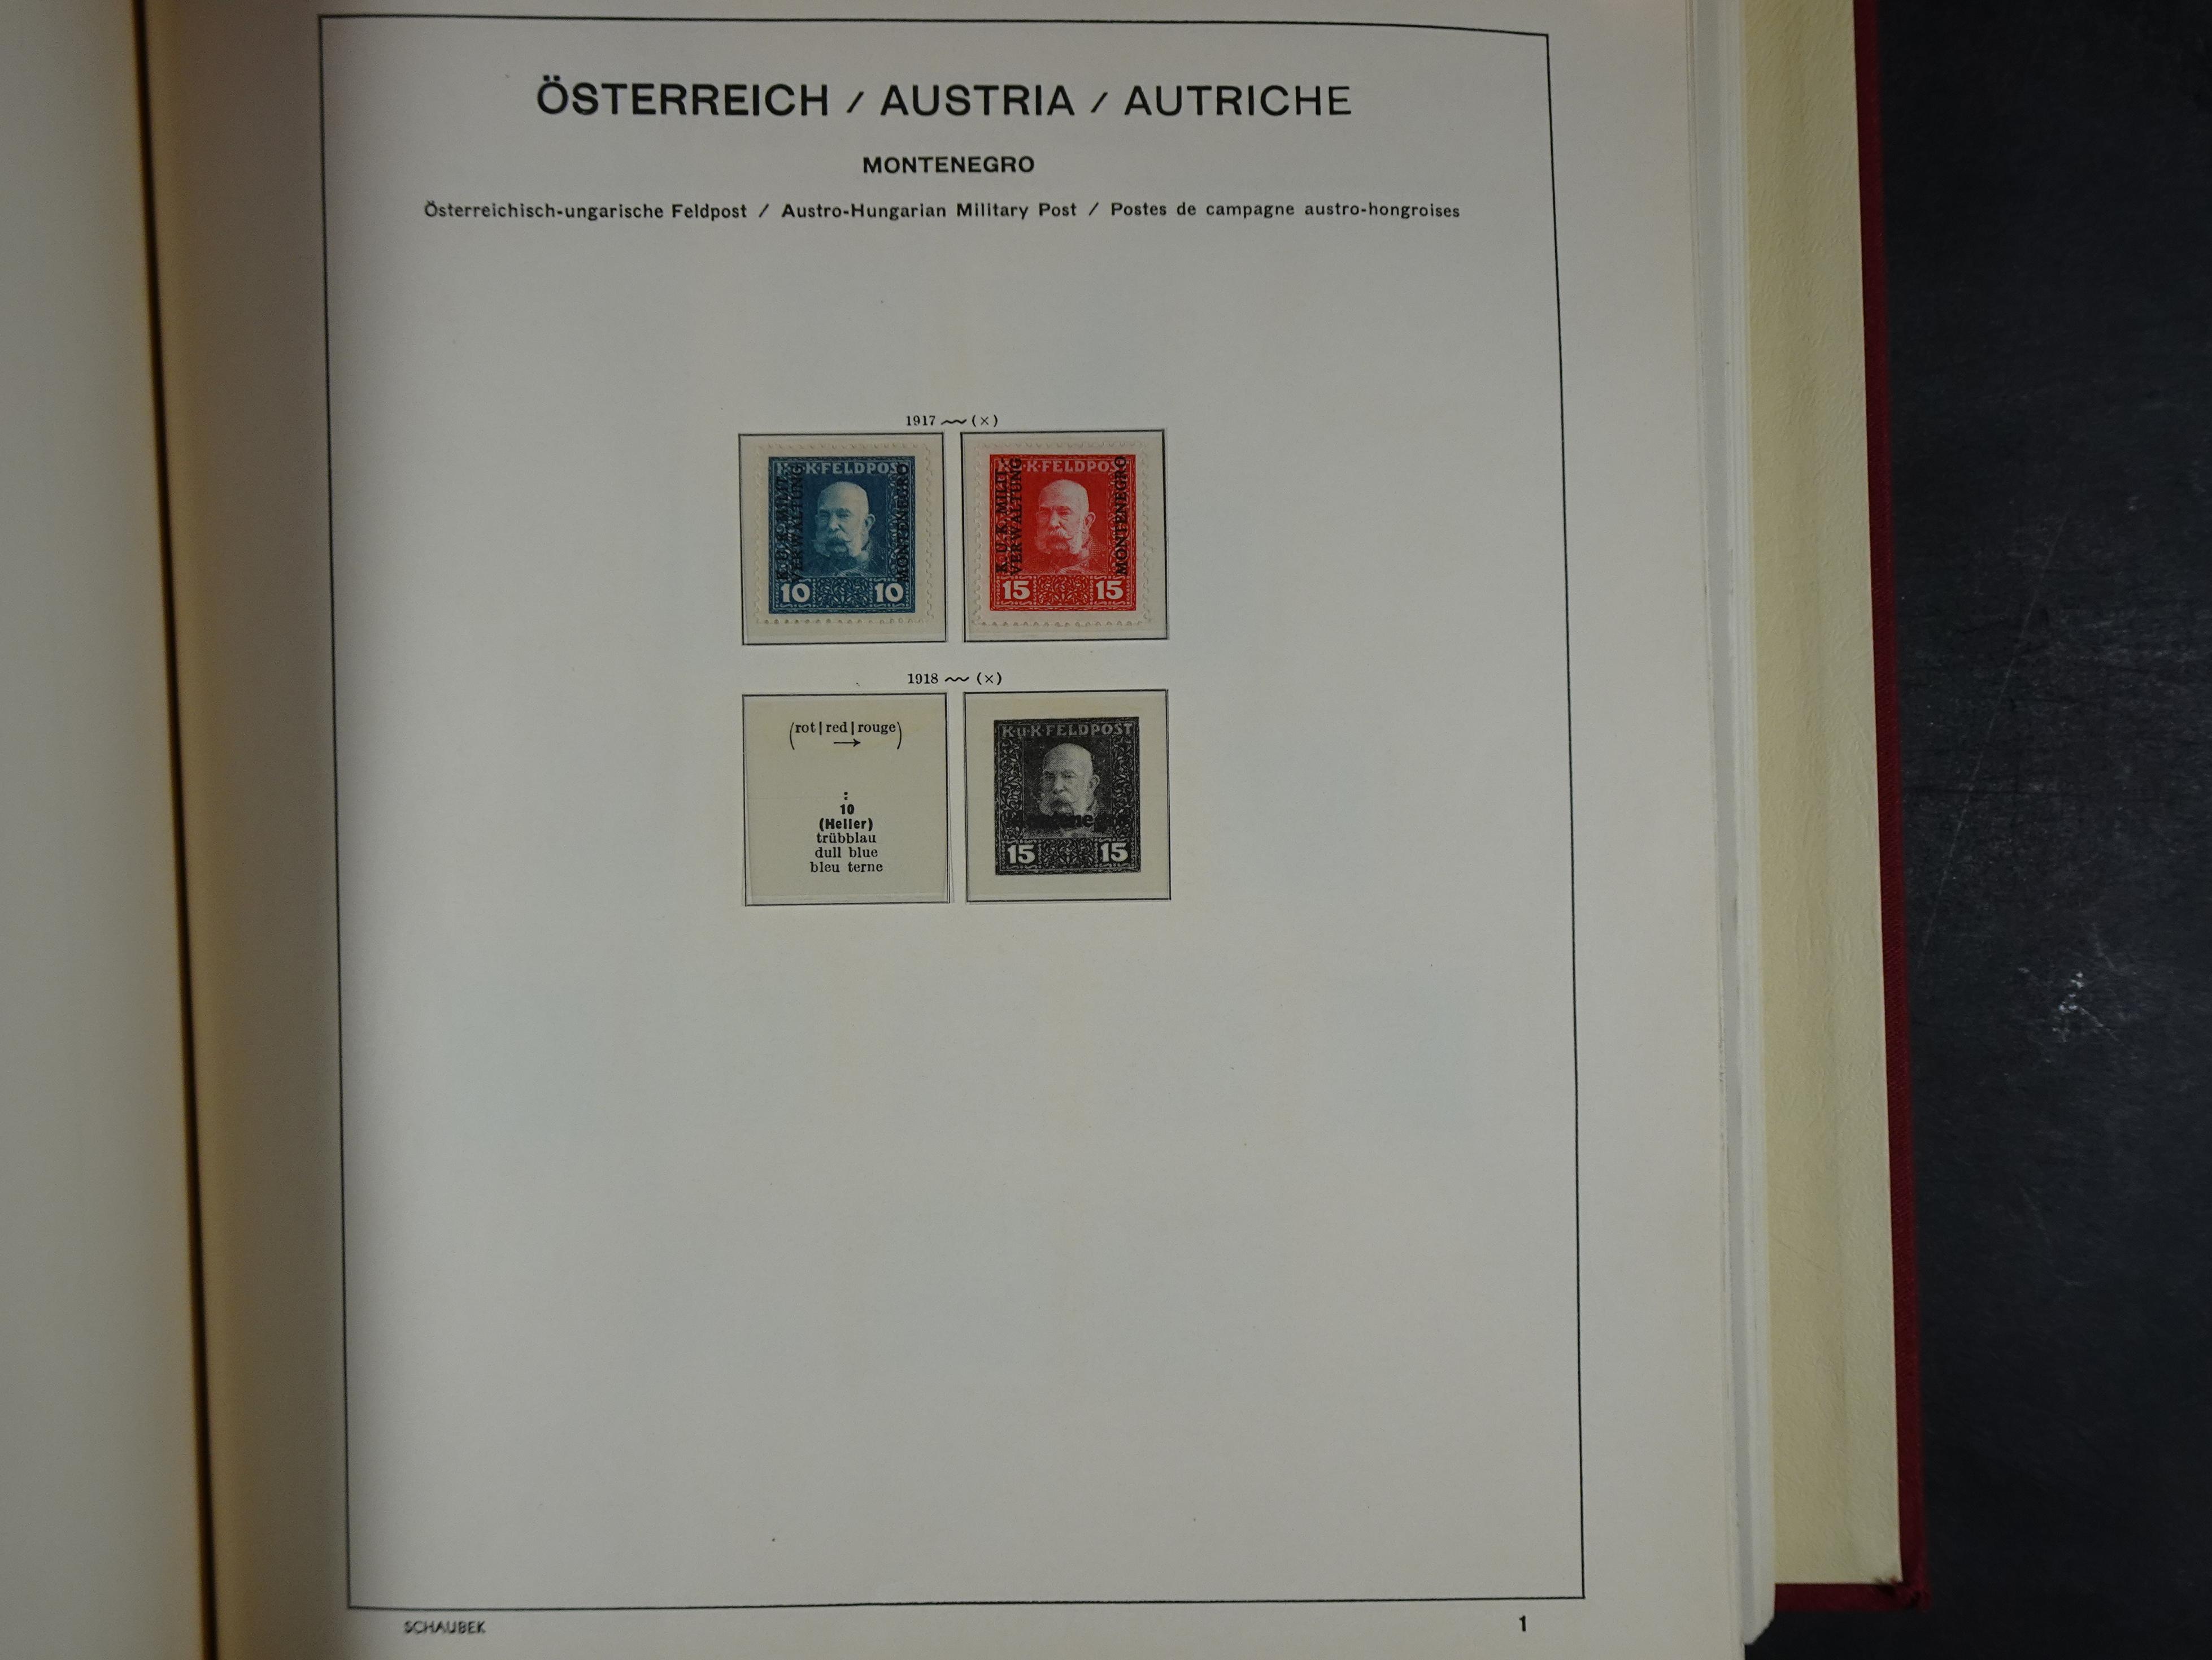 ÖSTERREICH / AUSTRIA / AUTRICHE
MONTENEGRO
Österreichisch-ungarische Feldpost / Austro-Hungarian Military Post / Postes de campagne austro-hongroises
1917 (×)
K·FELDPOST
K.U.K. MILIT.
VERWALTUNG
MONTENEGRO
10 10
K·FELDPOST
K.U.K. MILIT.
VERWALTUNG
MONTENEGRO
15 15
1918 (×)
(rot|red|rouge)
→
:
10
(Heller)
trübblau
dull blue
bleu terne
K·u·K·FELDPOST
15 15
SCHAUBEK
1